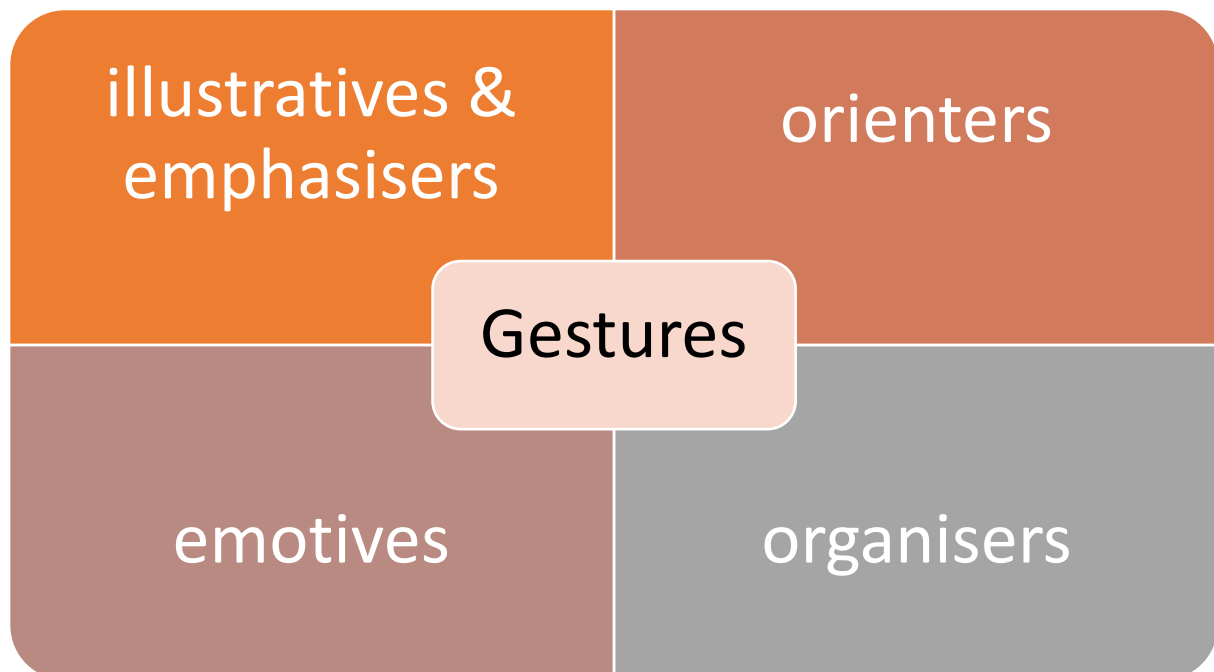 illustratives &
emphasisers
orienters
Gestures
emotives
organisers